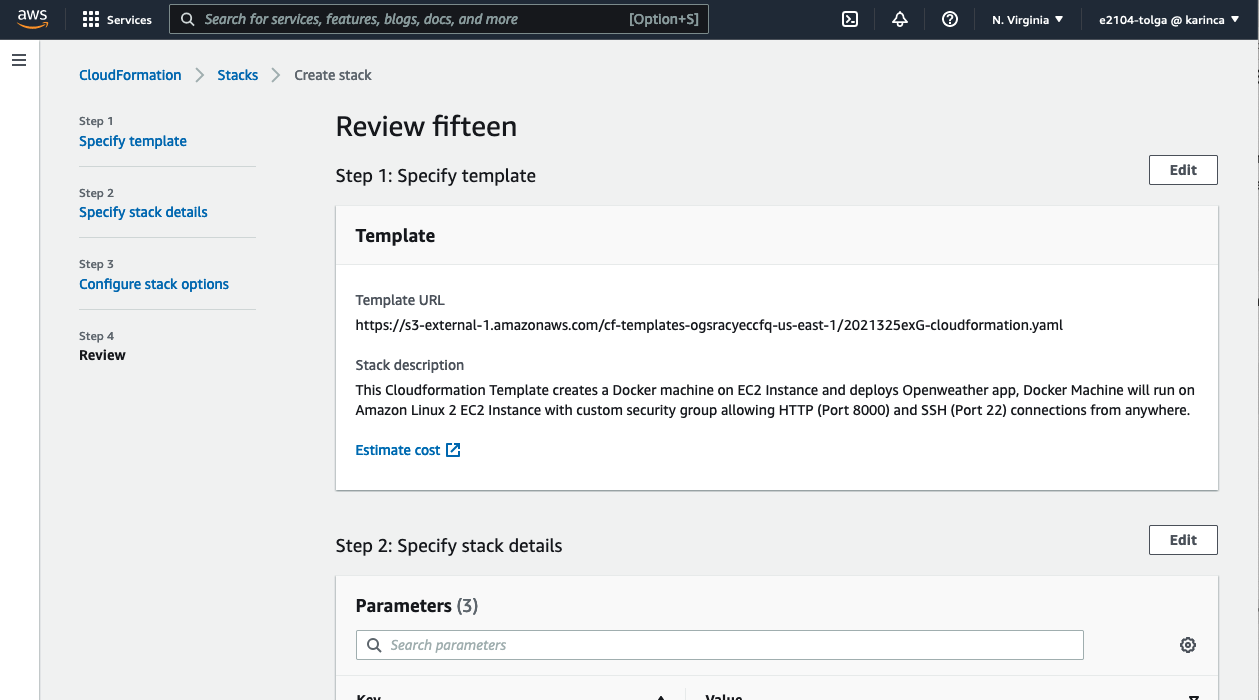 aws
Services
Search for services, features, blogs, docs, and more
[Option+S]
N. Virginia
e2104-tolga @ karinca
CloudFormation
Stacks
Create stack
Step 1
Specify template
Step 2
Specify stack details
Step 3
Configure stack options
Step 4
Review
Review fifteen
Step 1: Specify template
Edit
Template
Template URL
https://s3-external-1.amazonaws.com/cf-templates-ogsracyeccfq-us-east-1/2021325exG-cloudformation.yaml
Stack description
This Cloudformation Template creates a Docker machine on EC2 Instance and deploys Openweather app, Docker Machine will run on
Amazon Linux 2 EC2 Instance with custom security group allowing HTTP (Port 8000) and SSH (Port 22) connections from anywhere.
Estimate cost
Step 2: Specify stack details
Edit
Parameters (3)
Search parameters
Key
Value